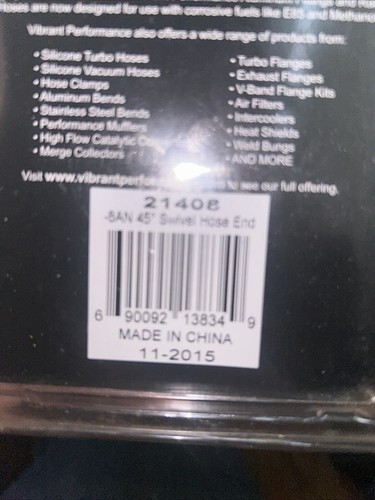 Hoses are now designed for use with corrosive fuels like E85 and Methanol
Vibrant Performance also offers a wide range of products from:
• Silicone Turbo Hoses
• Silicone Vacuum Hoses
• Hose Clamps
• Aluminum Bends
• Stainless Steel Bends
• Performance Mufflers
• High Flow Catalytic
• Merge Collectors
• Turbo Flanges
• Exhaust Flanges
• V-Band Flange Kits
• Air Filters
• Intercoolers
• Heat Shields
• Weld Bungs
• AND MORE
Visit www.vibrantperfor to see our full offering.
21408
-8AN 45° Swivel Hose End
6 90092 13834 9
MADE IN CHINA
11-2015